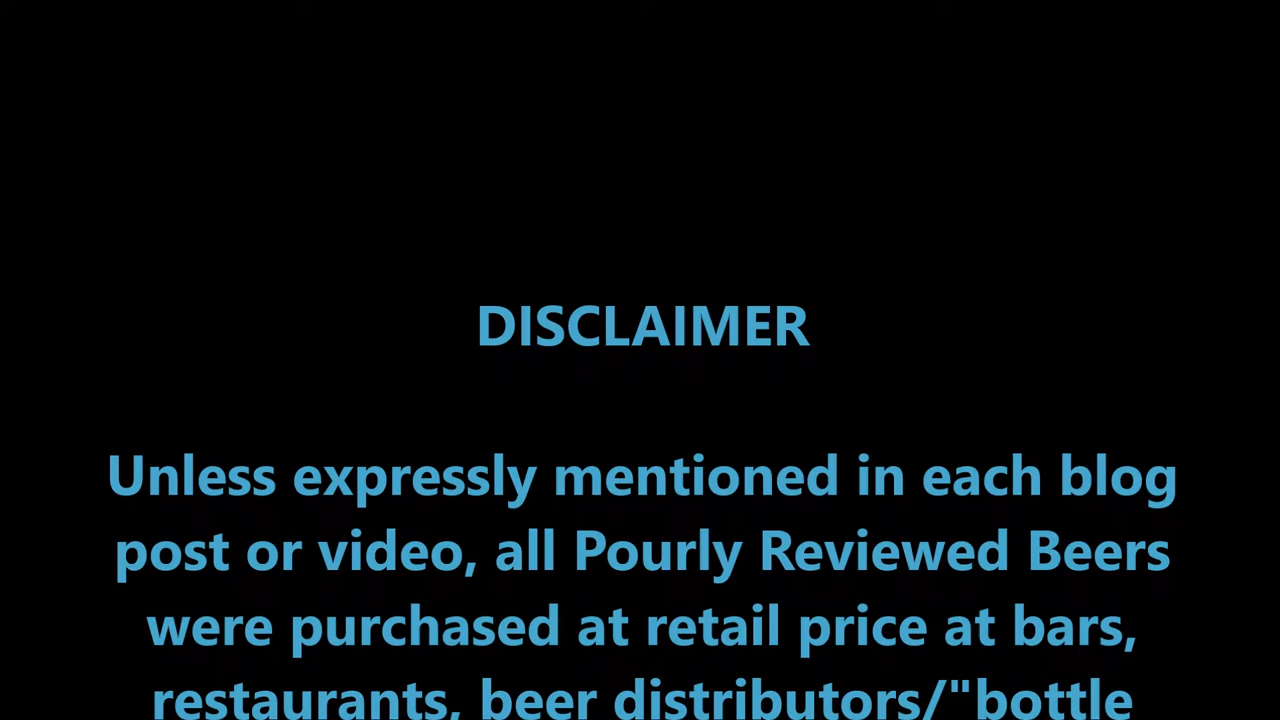 DISCLAIMER
Unless expressly mentioned in each blog
post or video, all Pourly Reviewed Beers
were purchased at retail price at bars,
restaurants, beer distributors/"bottle